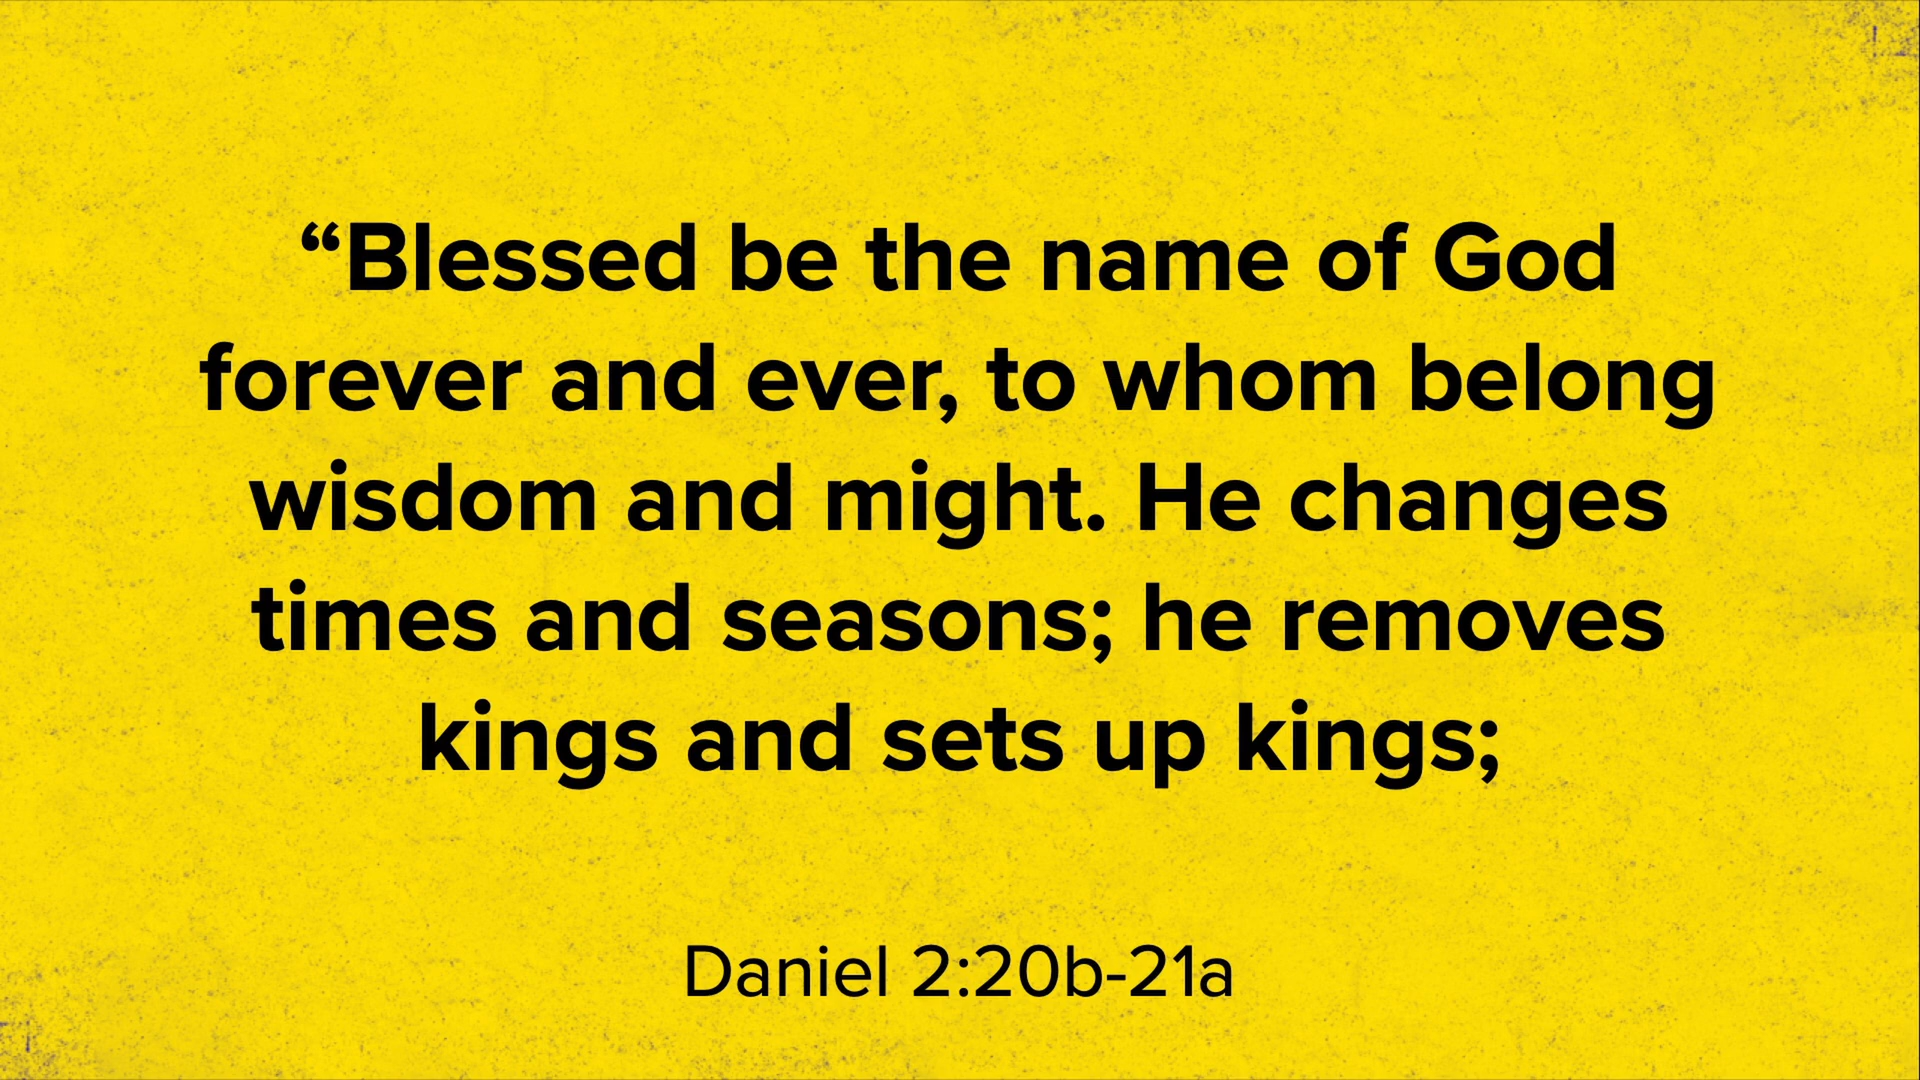 “Blessed be the name of God
forever and ever, to whom belong
wisdom and might. He changes
times and seasons; he removes
kings and sets up kings;
Daniel 2:20b-21a